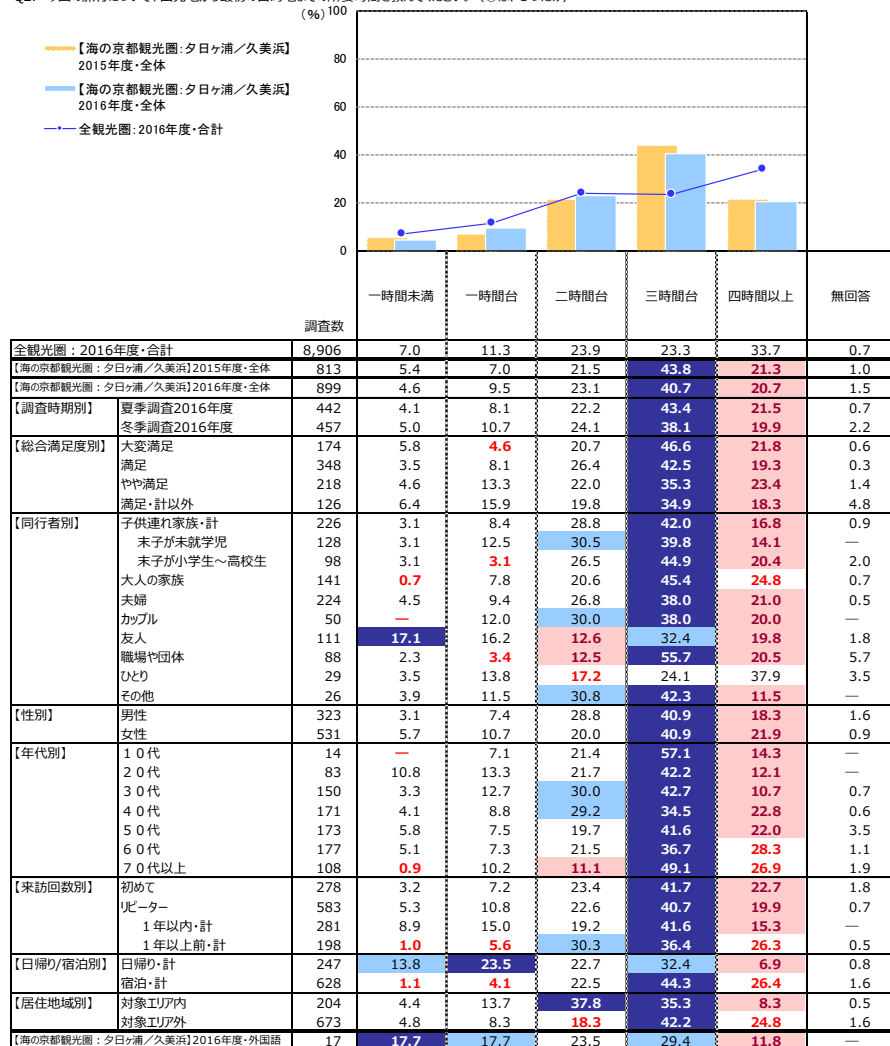 (%)
100
80
60
40
20
0
【海の京都観光圏:夕日ヶ浦／久美浜】
2015年度・全体
【海の京都観光圏:夕日ヶ浦／久美浜】
2016年度・全体
全観光圏:2016年度・合計
調査数 一時間未満 一時間台 二時間台 三時間台 四時間以上 無回答
全観光圏：2016年度・合計 8,906 7.0 11.3 23.9 23.3 33.7 0.7
【海の京都観光圏：夕日ヶ浦／久美浜】2015年度・全体 813 5.4 7.0 21.5 43.8 21.3 1.0
【海の京都観光圏：夕日ヶ浦／久美浜】2016年度・全体 899 4.6 9.5 23.1 40.7 20.7 1.5
【調査時期別】 夏季調査2016年度 442 4.1 8.1 22.2 43.4 21.5 0.7
冬季調査2016年度 457 5.0 10.7 24.1 38.1 19.9 2.2
【総合満足度別】 大変満足 174 5.8 4.6 20.7 46.6 21.8 0.6
満足 348 3.5 8.1 26.4 42.5 19.3 0.3
やや満足 218 4.6 13.3 22.0 35.3 23.4 1.4
満足・計以外 126 6.4 15.9 19.8 34.9 18.3 4.8
【同行者別】 子供連れ家族・計 226 3.1 8.4 28.8 42.0 16.8 0.9
末子が未就学児 128 3.1 12.5 30.5 39.8 14.1 ―
末子が小学生～高校生 98 3.1 3.1 26.5 44.9 20.4 2.0
大人の家族 141 0.7 7.8 20.6 45.4 24.8 0.7
夫婦 224 4.5 9.4 26.8 38.0 21.0 0.5
カップル 50 ― 12.0 30.0 38.0 20.0 ―
友人 111 17.1 16.2 12.6 32.4 19.8 1.8
職場や団体 88 2.3 3.4 12.5 55.7 20.5 5.7
ひとり 29 3.5 13.8 17.2 24.1 37.9 3.5
その他 26 3.9 11.5 30.8 42.3 11.5 ―
【性別】 男性 323 3.1 7.4 28.8 40.9 18.3 1.6
女性 531 5.7 10.7 20.0 40.9 21.9 0.9
【年代別】 １０代 14 ― 7.1 21.4 57.1 14.3 ―
２０代 83 10.8 13.3 21.7 42.2 12.1 ―
３０代 150 3.3 12.7 30.0 42.7 10.7 0.7
４０代 171 4.1 8.8 29.2 34.5 22.8 0.6
５０代 173 5.8 7.5 19.7 41.6 22.0 3.5
６０代 177 5.1 7.3 21.5 36.7 28.3 1.1
７０代以上 108 0.9 10.2 11.1 49.1 26.9 1.9
【来訪回数別】 初めて 278 3.2 7.2 23.4 41.7 22.7 1.8
リピーター 583 5.3 10.8 22.6 40.7 19.9 0.7
１年以内・計 281 8.9 15.0 19.2 41.6 15.3 ―
１年以上前・計 198 1.0 5.6 30.3 36.4 26.3 0.5
【日帰り/宿泊別】 日帰り・計 247 13.8 23.5 22.7 32.4 6.9 0.8
宿泊・計 628 1.1 4.1 22.5 44.3 26.4 1.6
【居住地域別】 対象エリア内 204 4.4 13.7 37.8 35.3 8.3 0.5
対象エリア外 673 4.8 8.3 18.3 42.2 24.8 1.6
【海の京都観光圏：夕日ヶ浦／久美浜】2016年度・外国語 17 17.7 17.7 23.5 29.4 11.8 ―